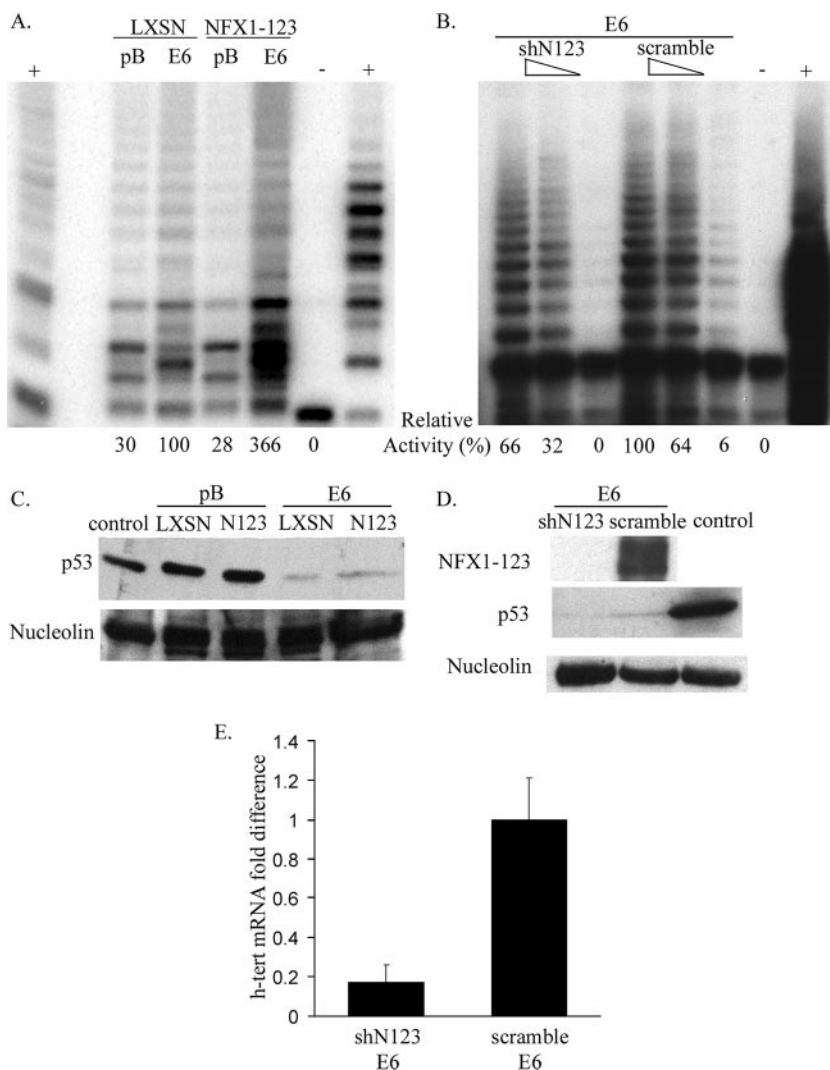 A.
LXSN NFX1-123
pB E6 pB E6
+ - +
30 100 28 366 0
B.
E6
shN123 scramble
- +
Relative
Activity (%)
66 32 0 100 64 6 0
C.
pB E6
control LXSN N123 LXSN N123
p53
Nucleolin
D.
E6
shN123 scramble control
NFX1-123
p53
Nucleolin
E.
h-tert mRNA fold difference
1.4
1.2
1
0.8
0.6
0.4
0.2
0
shN123 scramble
E6 E6